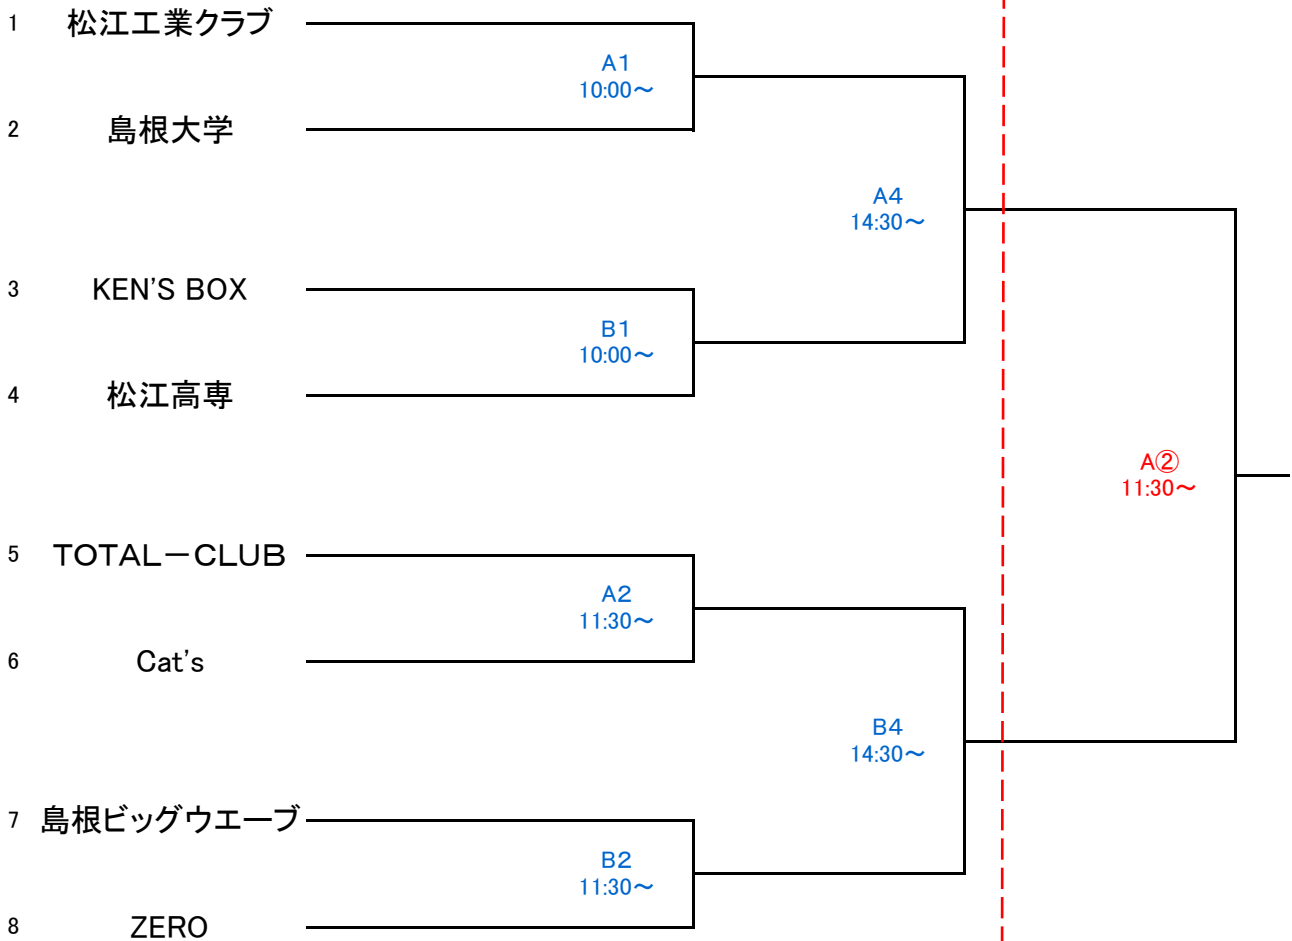 1 松江工業クラブ
A1
10:00～
2 島根大学
A4
14:30～
3 KEN'S BOX
B1
10:00～
4 松江高専
A②
11:30～
5 TOTAL－CLUB
A2
11:30～
6 Cat's
B4
14:30～
7 島根ビッグウエーブ
B2
11:30～
8 ZERO